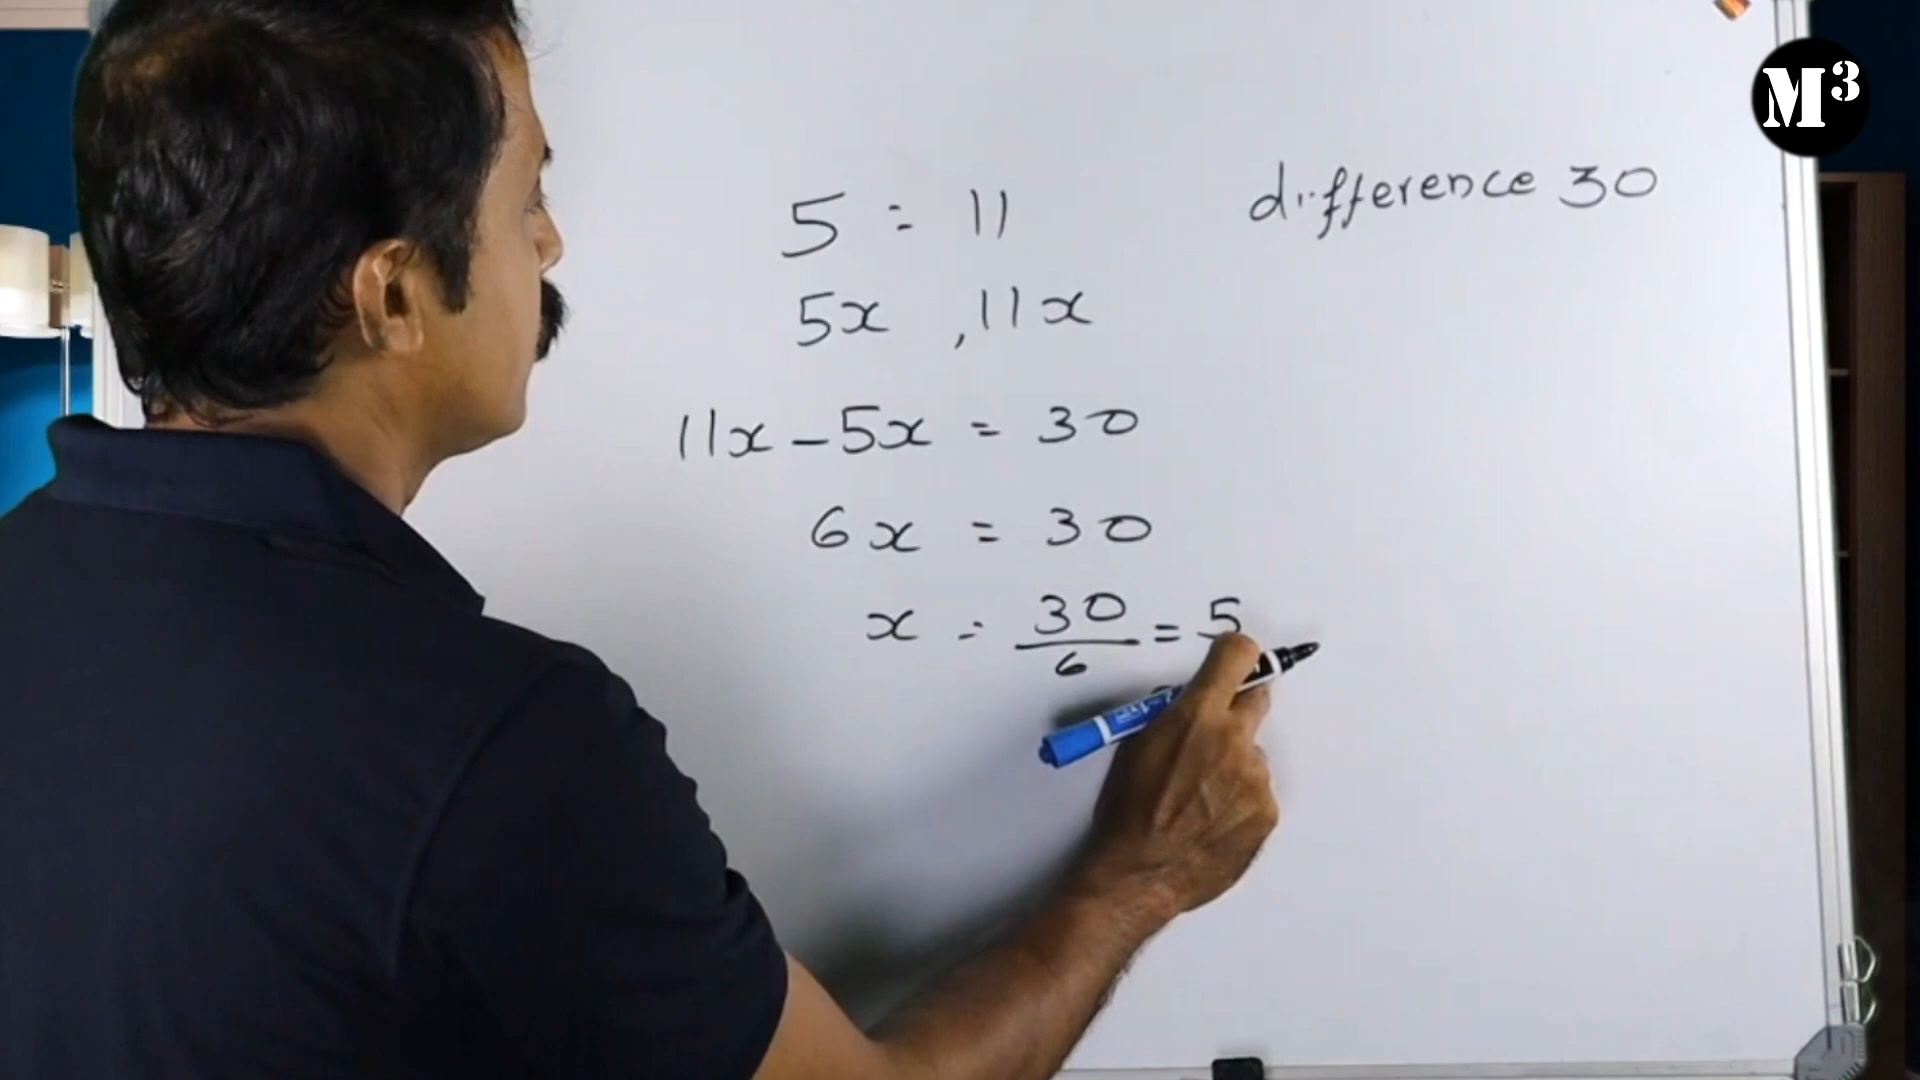 M³
difference 30
5 : 11
5x , 11x
11x - 5x = 30
6x = 30
x = 30/6 = 5